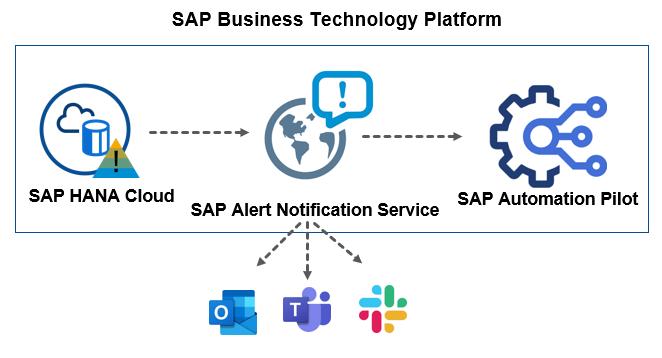 SAP Business Technology Platform
!
!
SAP HANA Cloud
SAP Alert Notification Service
SAP Automation Pilot
O
T